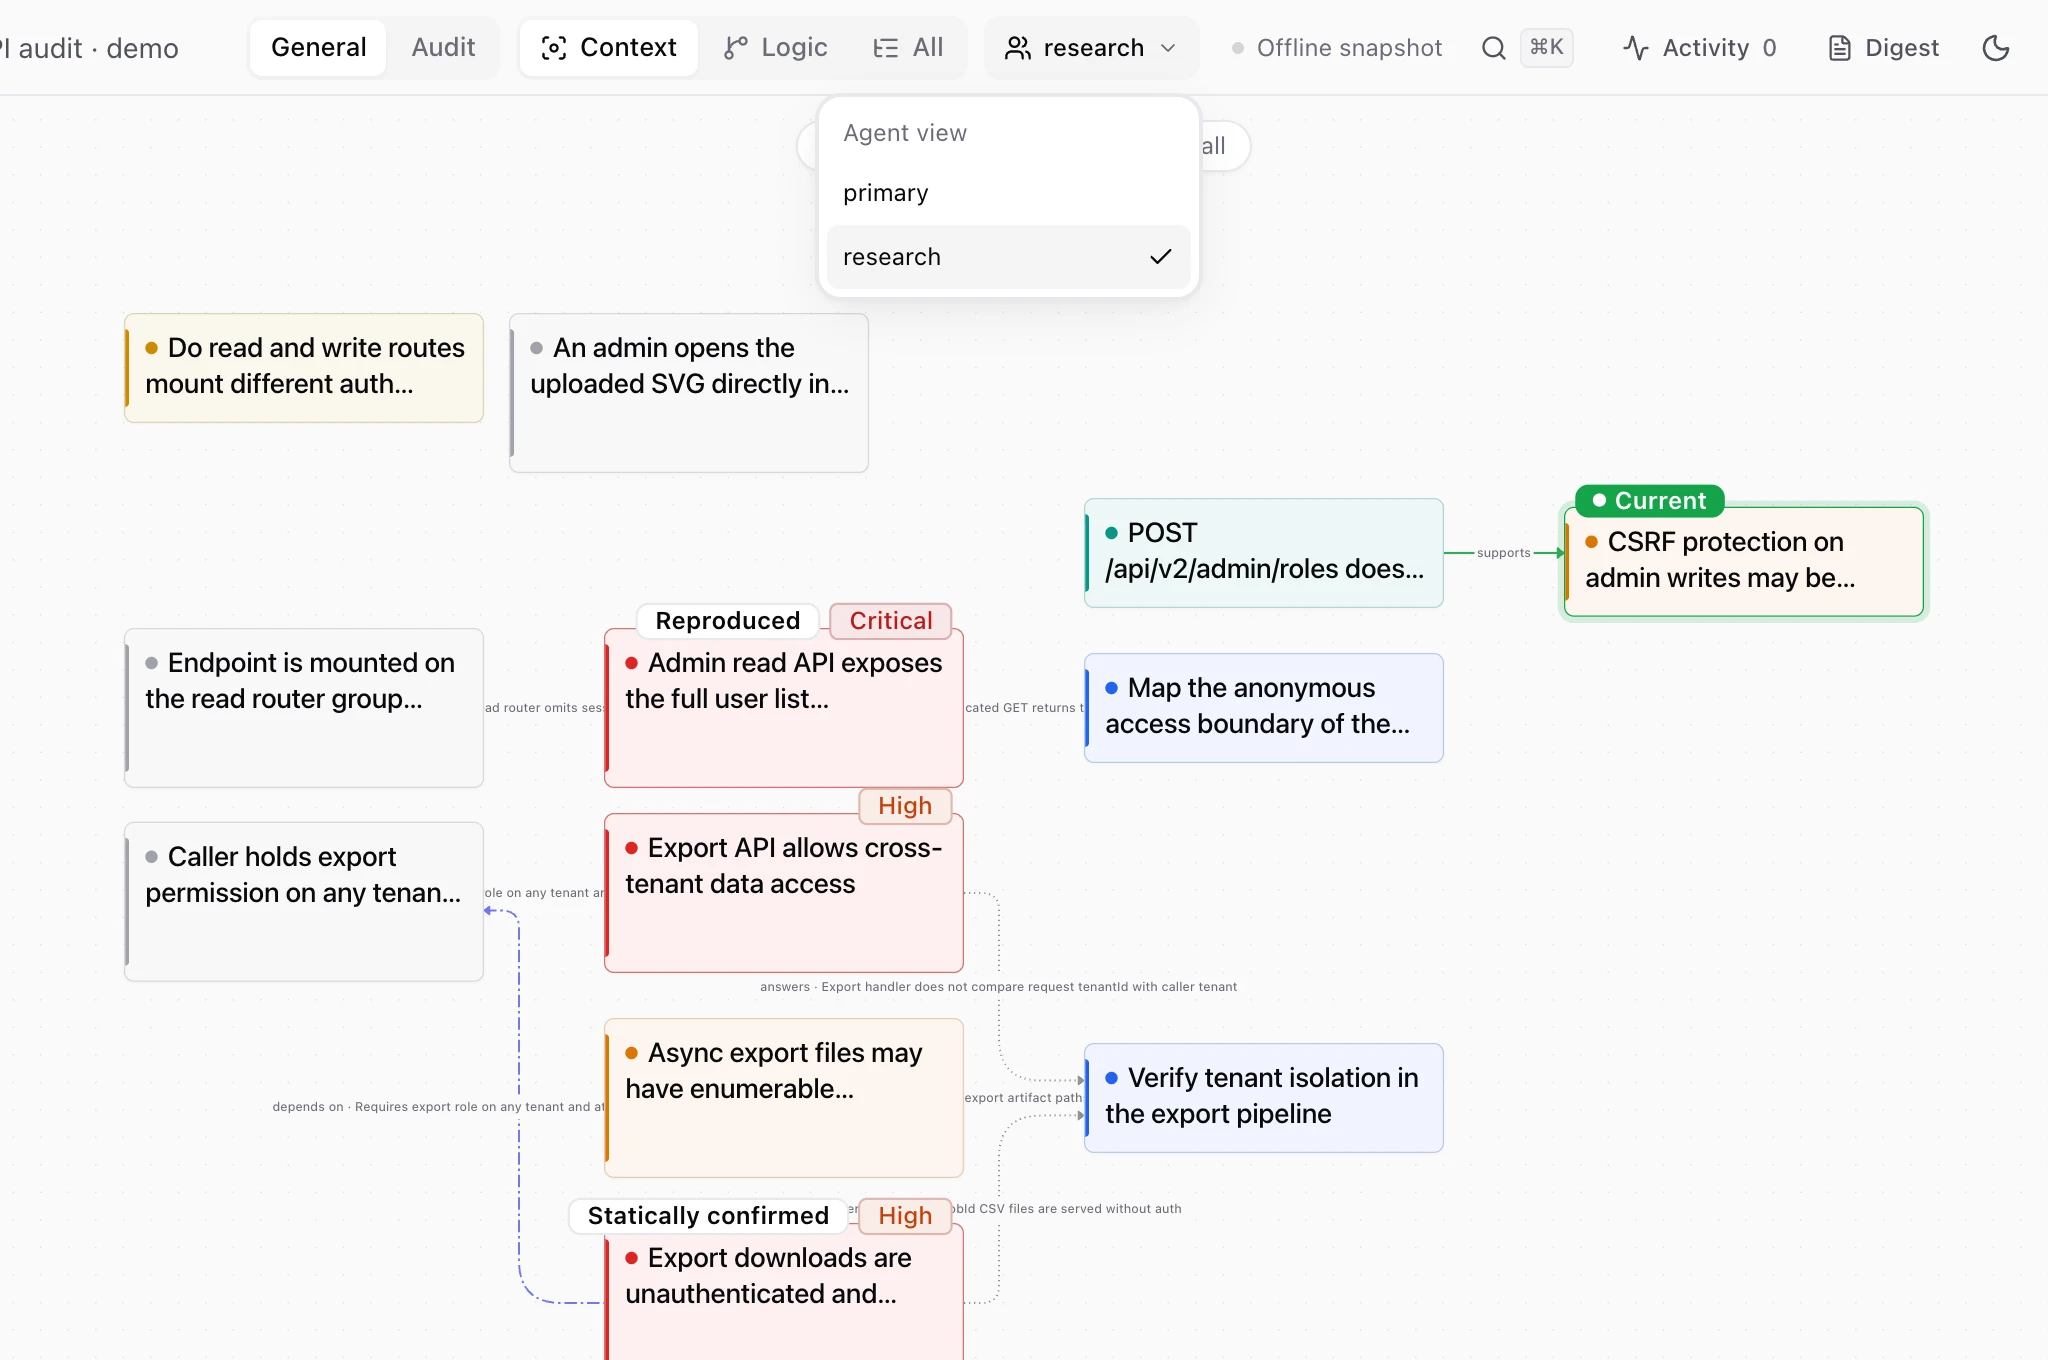 PI audit · demo
General
Audit
Context
Logic
All
research
Offline snapshot
⌘K
Activity 0
Digest
Agent view
primary
research
all
Do read and write routes
mount different auth...
An admin opens the
uploaded SVG directly in...
POST
/api/v2/admin/roles does...
supports
Current
CSRF protection on
admin writes may be...
Endpoint is mounted on
the read router group...
ad router omits ses
Reproduced
Critical
Admin read API exposes
the full user list...
cated GET returns t
Map the anonymous
access boundary of the...
Caller holds export
permission on any tenan...
ole on any tenant ar
High
Export API allows cross-
tenant data access
answers · Export handler does not compare request tenantId with caller tenant
depends on · Requires export role on any tenant and at
Async export files may
have enumerable...
export artifact path
Verify tenant isolation in
the export pipeline
Statically confirmed
High
obId CSV files are served without auth
Export downloads are
unauthenticated and...